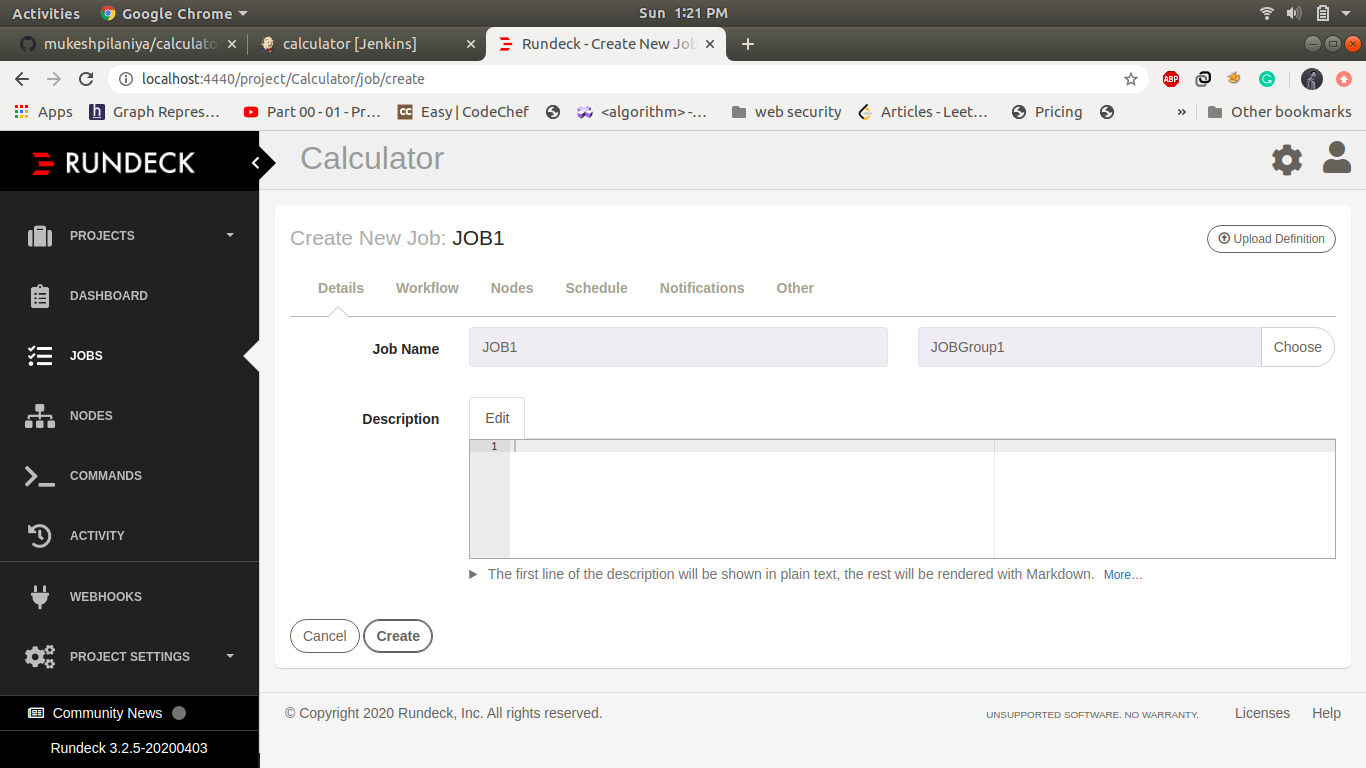 Activities Google Chrome Sun 1:21 PM
mukeshpilaniya/calculato calculator [Jenkins] Rundeck - Create New Jo
localhost:4440/project/Calculator/job/create ABP
Apps Graph Repres… Part 00 - 01 - Pr… CC Easy | CodeChef <algorithm> -… web security Articles - Leet… Pricing » Other bookmarks
RUNDECK Calculator
PROJECTS
DASHBOARD
JOBS
NODES
COMMANDS
ACTIVITY
WEBHOOKS
PROJECT SETTINGS
Community News
Rundeck 3.2.5-20200403
Create New Job: JOB1 Upload Definition
Details Workflow Nodes Schedule Notifications Other
Job Name JOB1 JOBGroup1 Choose
Description Edit
1
The first line of the description will be shown in plain text, the rest will be rendered with Markdown. More…
Cancel Create
© Copyright 2020 Rundeck, Inc. All rights reserved. UNSUPPORTED SOFTWARE. NO WARRANTY. Licenses Help